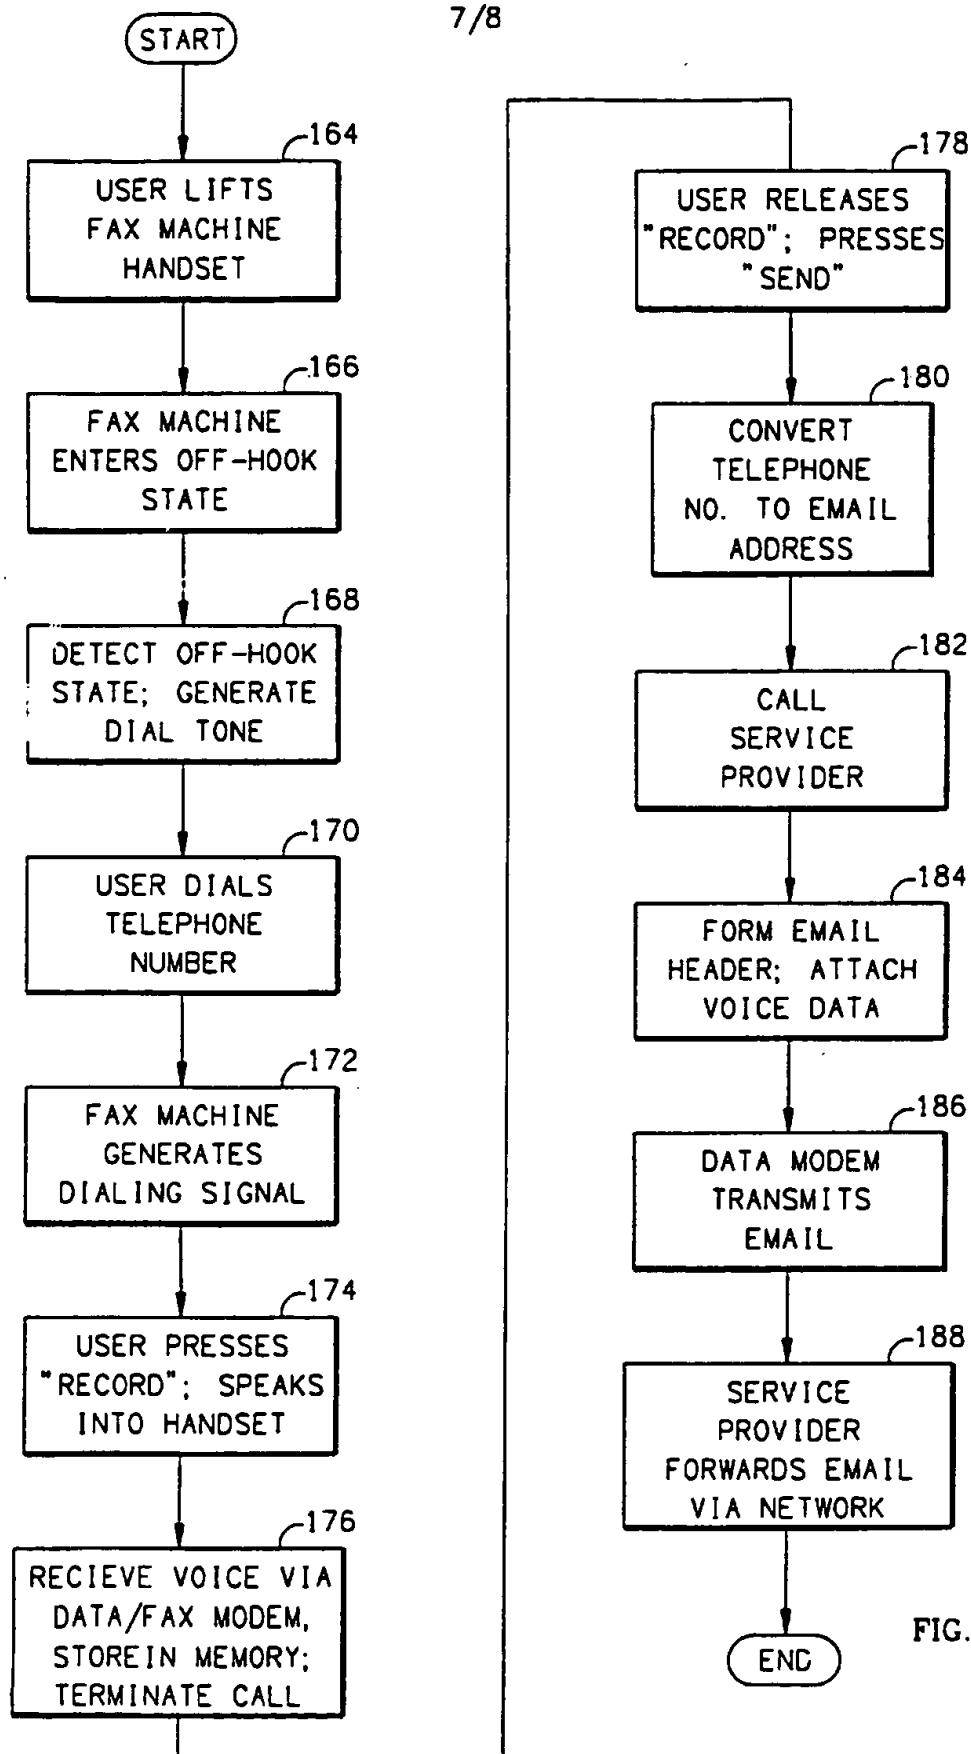 7/8
START
164
USER LIFTS
FAX MACHINE
HANDSET
166
FAX MACHINE
ENTERS OFF-HOOK
STATE
168
DETECT OFF-HOOK
STATE; GENERATE
DIAL TONE
170
USER DIALS
TELEPHONE
NUMBER
172
FAX MACHINE
GENERATES
DIALING SIGNAL
174
USER PRESSES
"RECORD"; SPEAKS
INTO HANDSET
176
RECIEVE VOICE VIA
DATA/FAX MODEM,
STOREIN MEMORY;
TERMINATE CALL
178
USER RELEASES
"RECORD"; PRESSES
"SEND"
180
CONVERT
TELEPHONE
NO. TO EMAIL
ADDRESS
182
CALL
SERVICE
PROVIDER
184
FORM EMAIL
HEADER; ATTACH
VOICE DATA
186
DATA MODEM
TRANSMITS
EMAIL
188
SERVICE
PROVIDER
FORWARDS EMAIL
VIA NETWORK
END
FIG.